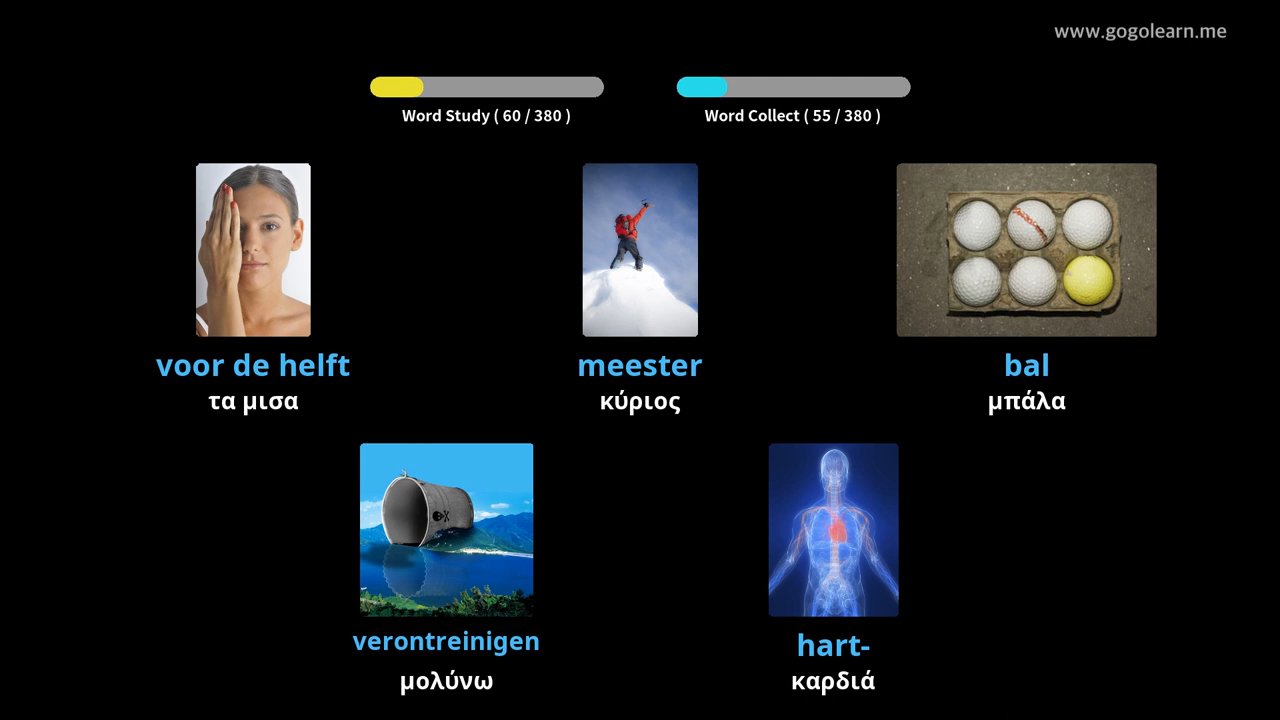 www.gogolearn.me
Word Study ( 60 / 380 )
Word Collect ( 55 / 380 )
voor de helft
τα μισα
meester
κύριος
bal
μπάλα
verontreinigen
μολύνω
hart-
καρδιά